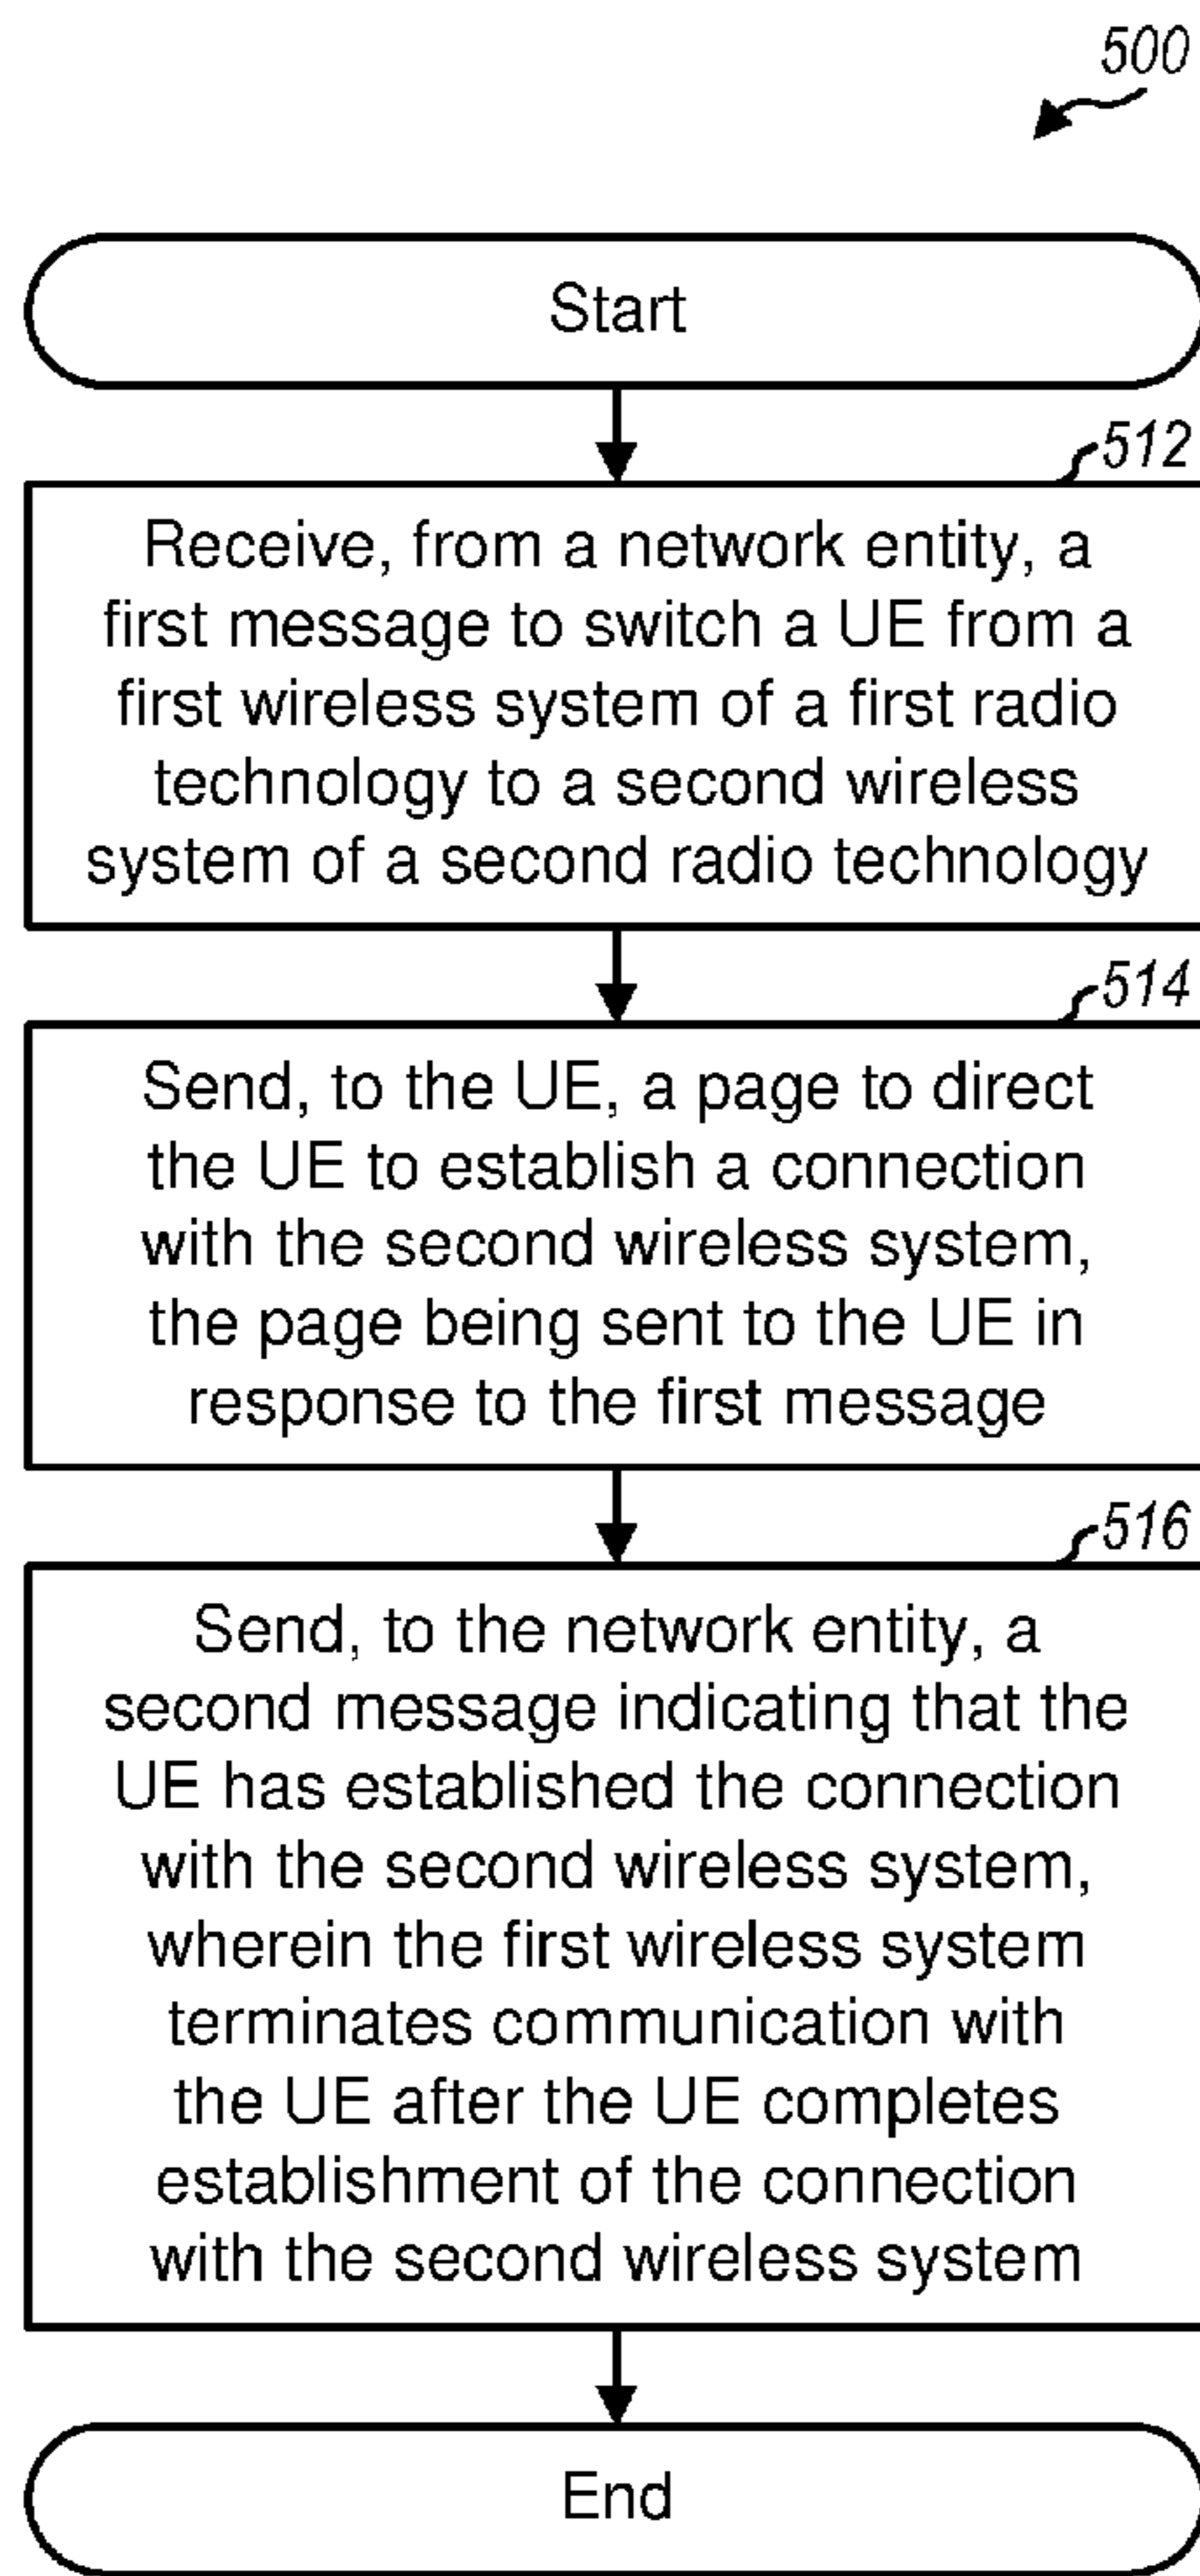 500
Start
512
Receive, from a network entity, a
first message to switch a UE from a
first wireless system of a first radio
technology to a second wireless
system of a second radio technology
514
Send, to the UE, a page to direct
the UE to establish a connection
with the second wireless system,
the page being sent to the UE in
response to the first message
516
Send, to the network entity, a
second message indicating that the
UE has established the connection
with the second wireless system,
wherein the first wireless system
terminates communication with
the UE after the UE completes
establishment of the connection
with the second wireless system
End